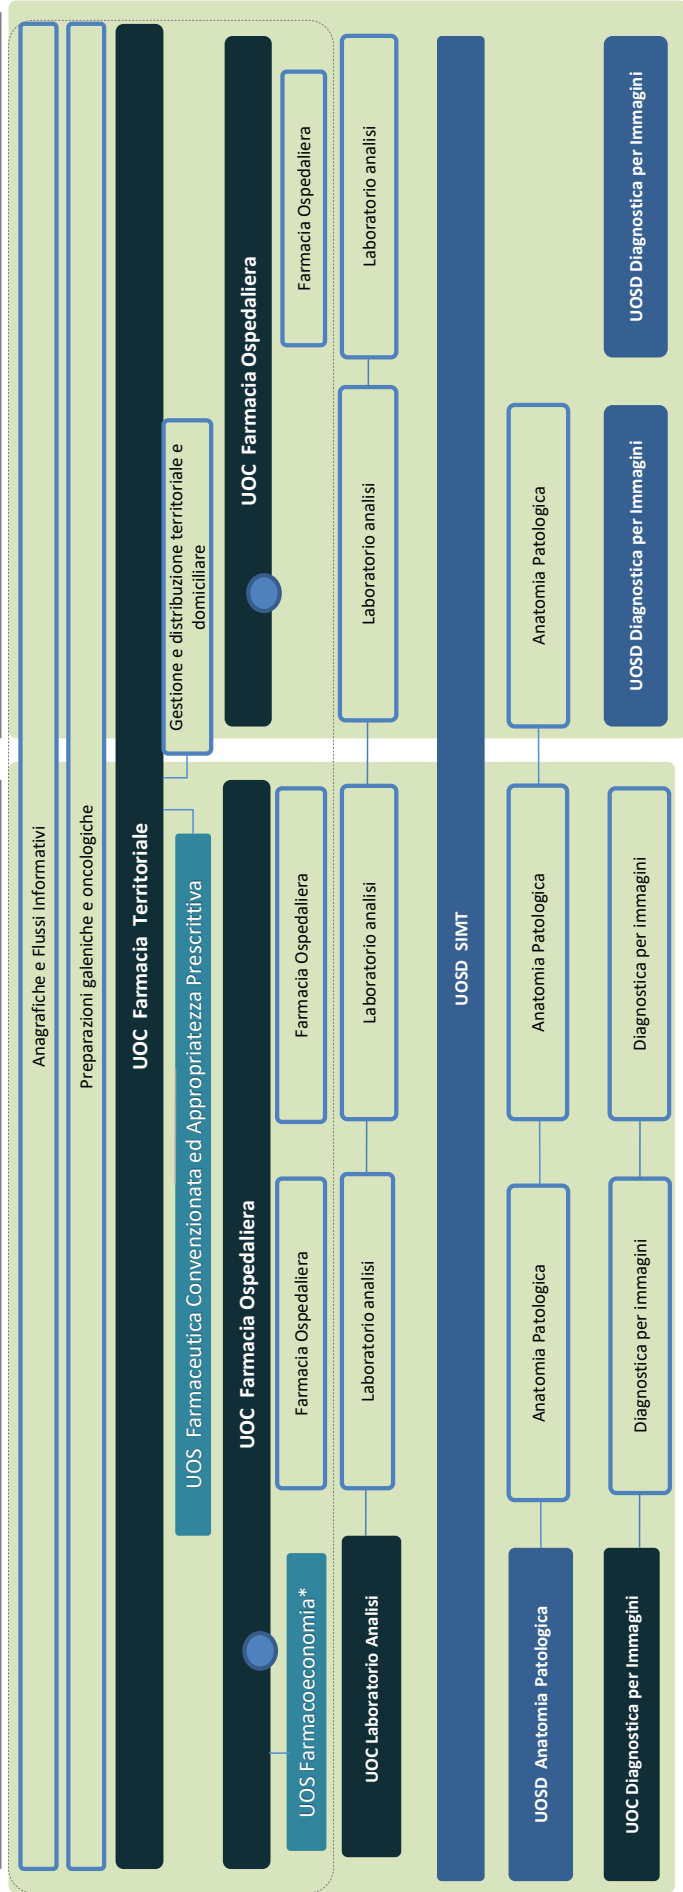 Anagrafiche e Flussi Informativi
Preparazioni galeniche e oncologiche
UOC Farmacia Territoriale
UOS Farmaceutica Convenzionata ed Appropriatezza Prescrittiva
Gestione e distribuzione territoriale e
domiciliare
UOC Farmacia Ospedaliera
UOC Farmacia Ospedaliera
UOS Farmacoeconomia*
Farmacia Ospedaliera
Farmacia Ospedaliera
Farmacia Ospedaliera
UOC Laboratorio Analisi
Laboratorio analisi
Laboratorio analisi
Laboratorio analisi
Laboratorio analisi
UOSD SIMT
UOSD Anatomia Patologica
Anatomia Patologica
Anatomia Patologica
Anatomia Patologica
UOC Diagnostica per Immagini
Diagnostica per immagini
Diagnostica per immagini
UOSD Diagnostica per Immagini
UOSD Diagnostica per Immagini